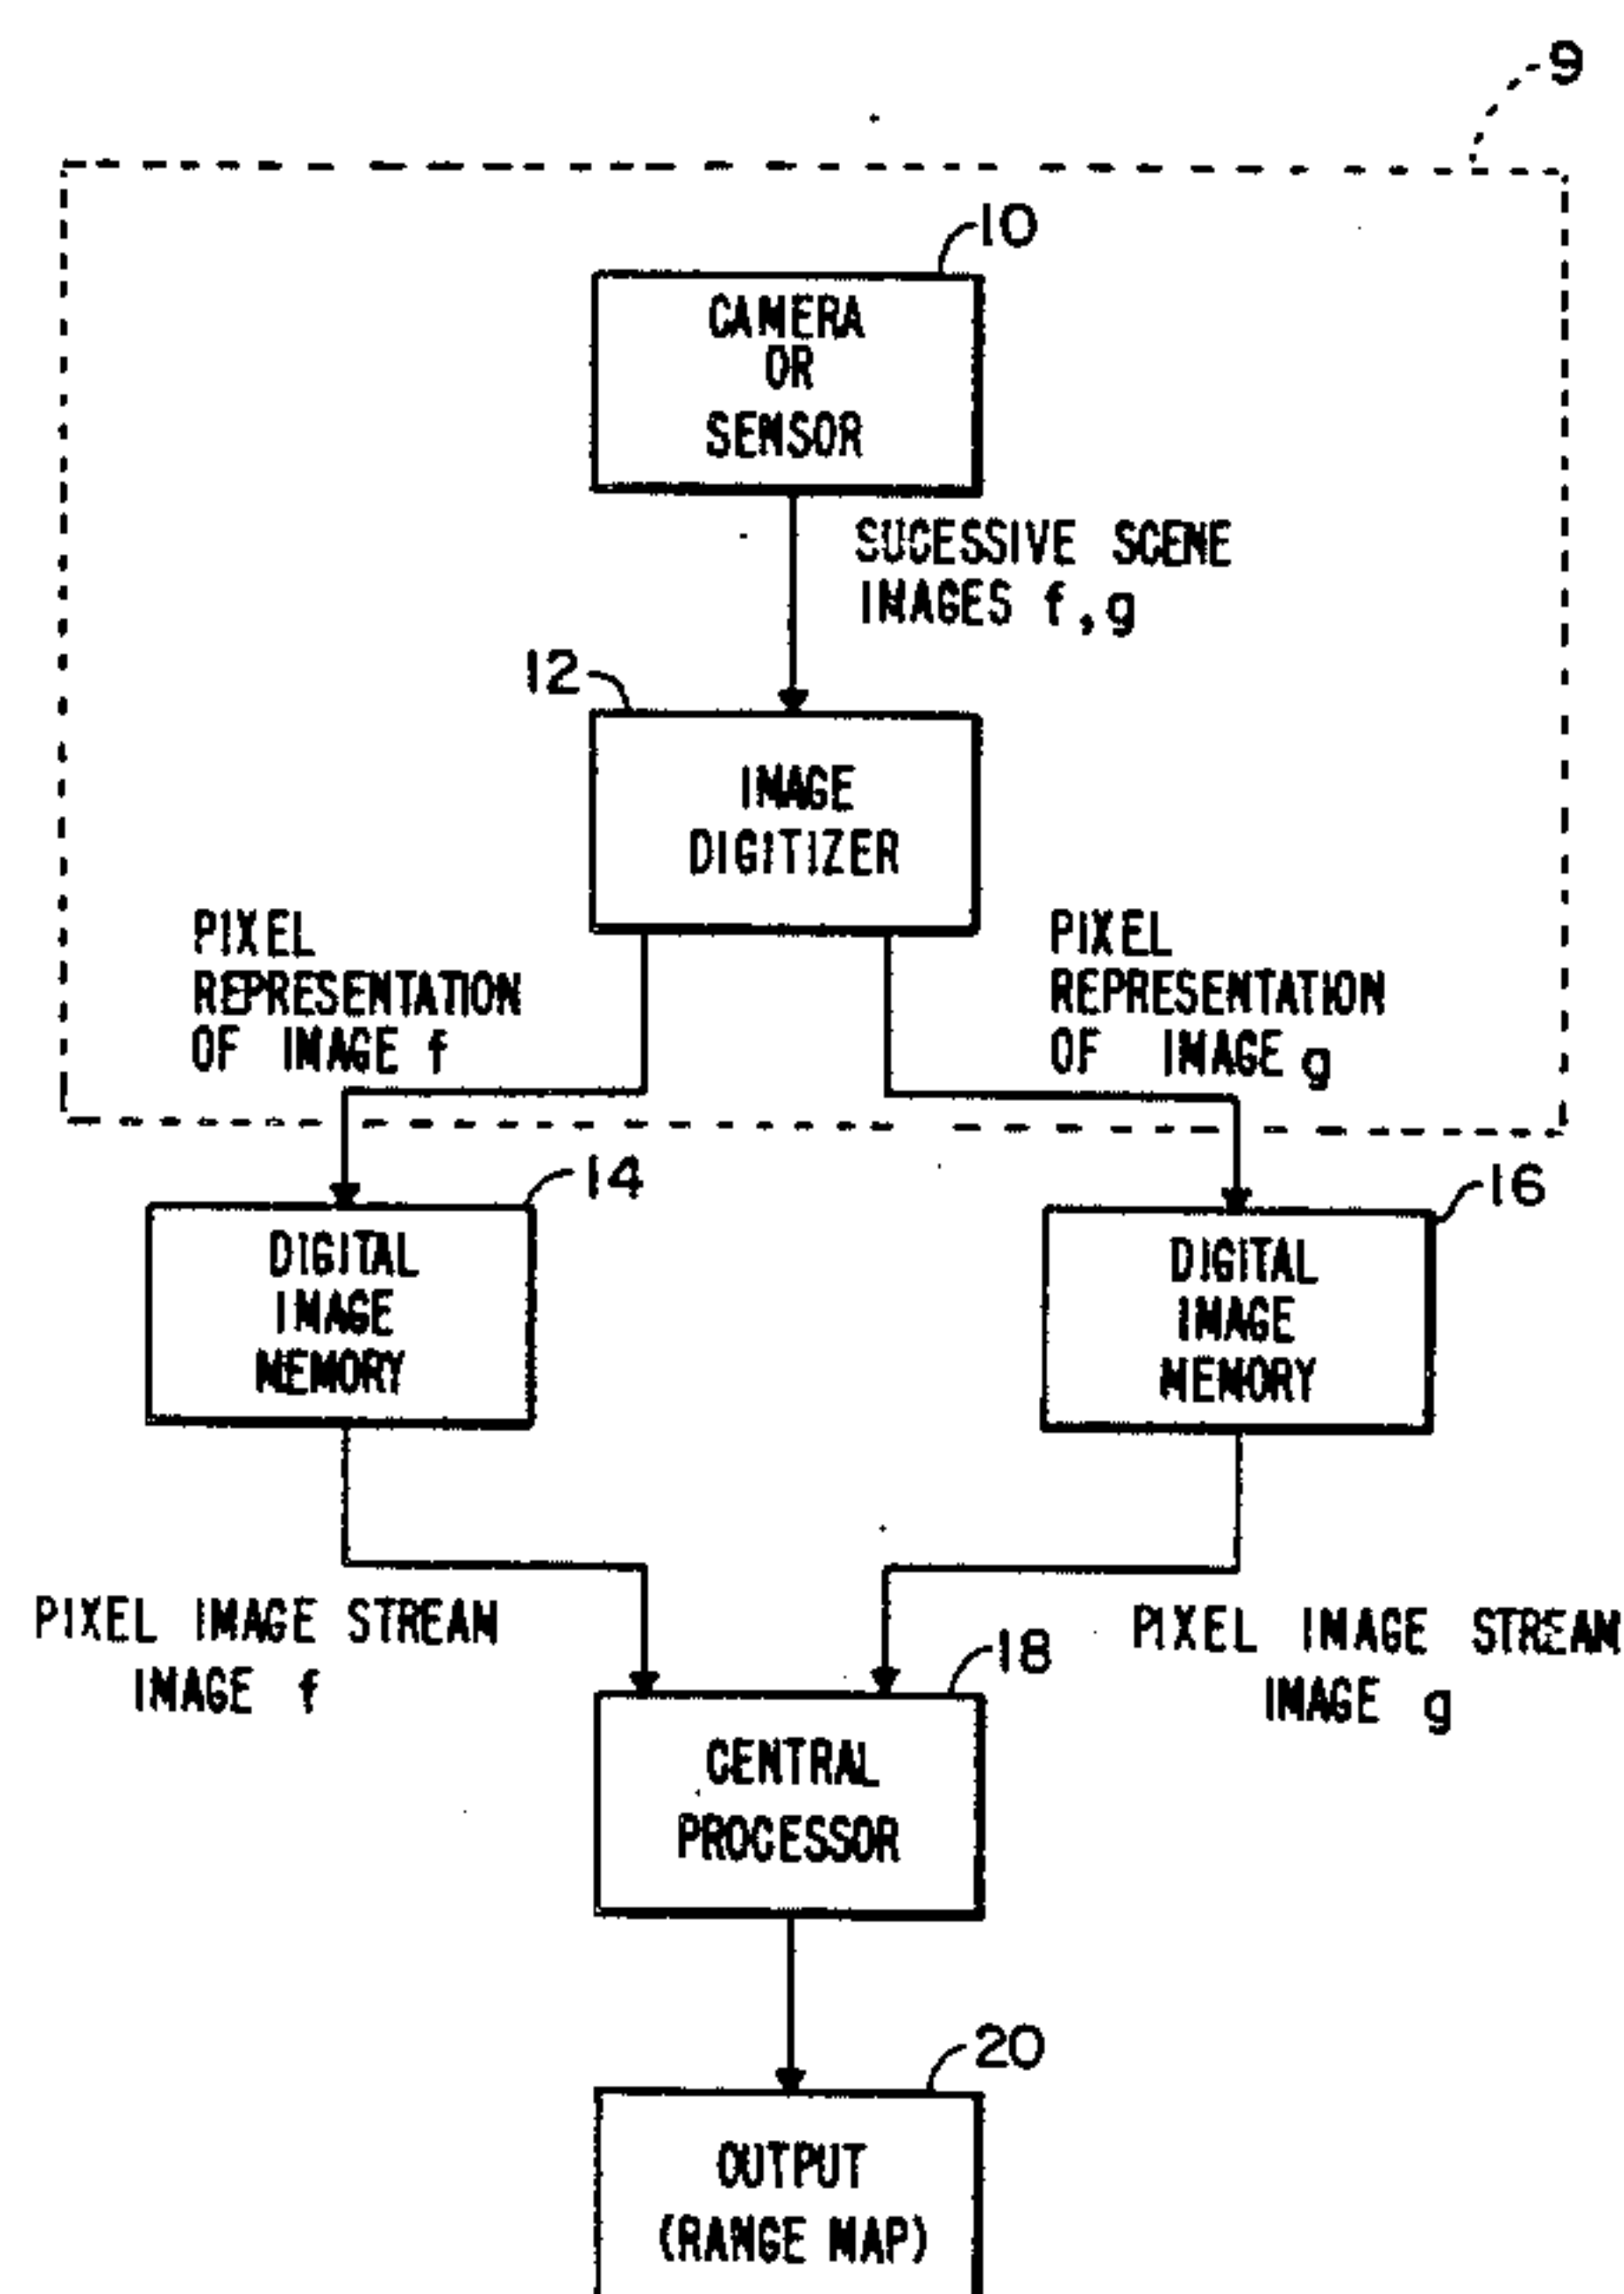 9
10
CAMERA
OR
SENSOR
SUCESSIVE SCENE
IMAGES f,g
12
IMAGE
DIGITIZER
PIXEL
REPRESENTATION
OF IMAGE f
PIXEL
REPRESENTATION
OF IMAGE g
14
DIGITAL
IMAGE
MEMORY
16
DIGITAL
IMAGE
MEMORY
PIXEL IMAGE STREAM
IMAGE f
PIXEL IMAGE STREAM
IMAGE g
18
CENTRAL
PROCESSOR
20
OUTPUT
(RANGE MAP)